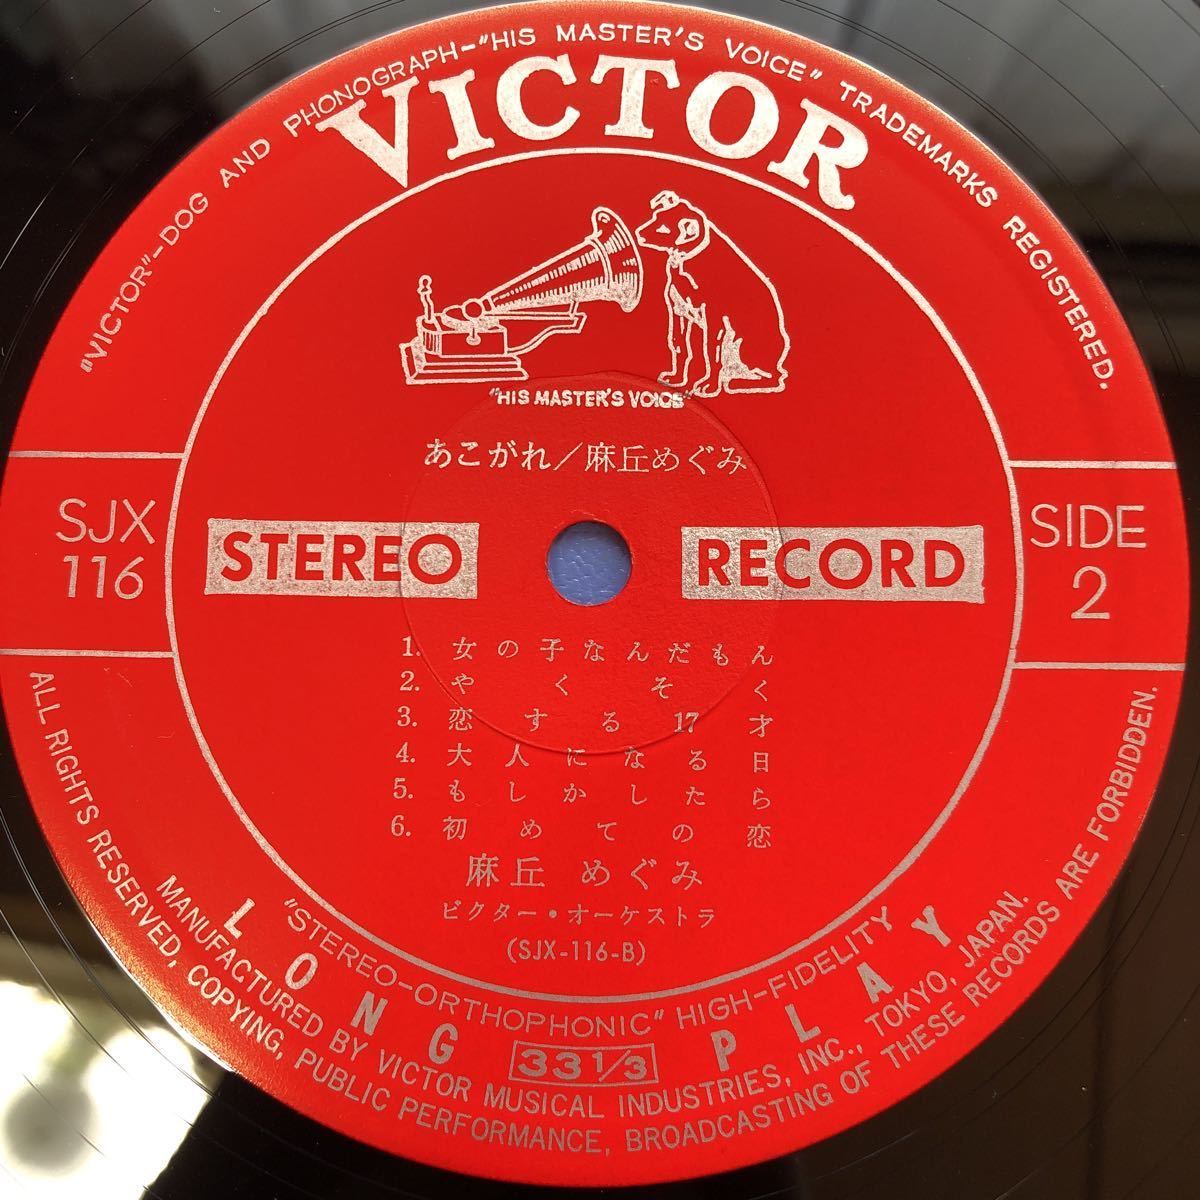 "VICTOR"-DOG AND PHONOGRAPH-"HIS MASTER'S VOICE" TRADEMARKS REGISTERED.
VICTOR
"HIS MASTER'S VOICE"
あこがれ/麻丘めぐみ
SJX
116
STEREO RECORD
SIDE
2
1. 女の子なんだもん
2. やくそく
3. 恋する17才
4. 大人になる日
5. もしかしたら
6. 初めての恋
麻丘 めぐみ
ビクター・オーケストラ
(SJX-116-B)
"STEREO-ORTHOPHONIC" HIGH-FIDELITY
LONG PLAY
33 1/3
MANUFACTURED BY VICTOR MUSICAL INDUSTRIES, INC., TOKYO, JAPAN.
ALL RIGHTS RESERVED, COPYING, PUBLIC PERFORMANCE, BROADCASTING OF THESE RECORDS ARE FORBIDDEN.